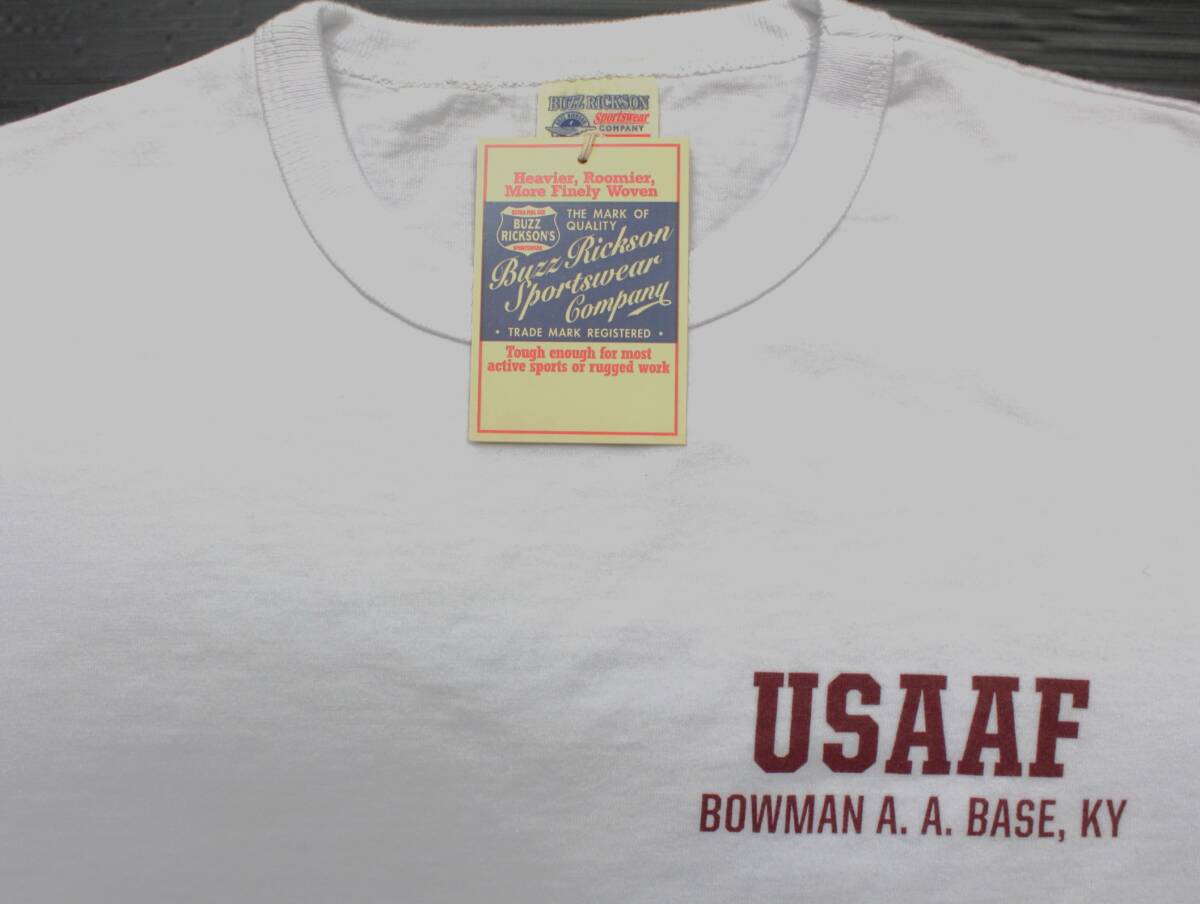 BUZZ RICKSON
Sportswear
COMPANY
Heavier, Roomier,
More Finely Woven
BUZZ
RICKSON'S
SPORTSWEAR
THE MARK OF
QUALITY
Buzz Rickson
Sportswear
Company
• TRADE MARK REGISTERED •
Tough enough for most
active sports or rugged work
USAAF
BOWMAN A. A. BASE, KY